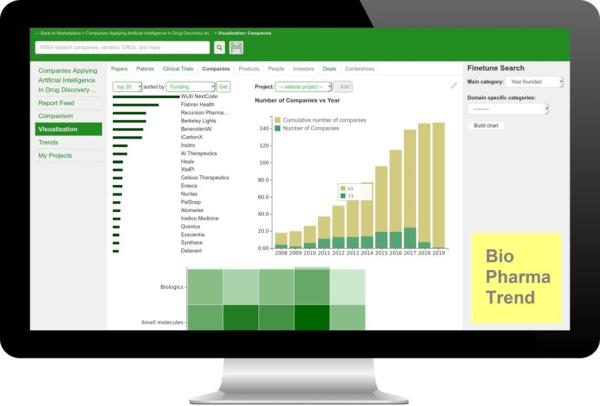 ← Back to Marketplace > Companies Applying Artificial Intelligence In Drug Discovery an... > Visualization: Companies
7400+ biotech companies, vendors, CROs, and more
Companies Applying
Artificial Intelligence
In Drug Discovery ...
Report Feed
Comparison
Visualization
Trends
My Projects
Papers Patents Clinical Trials Companies Products People Investors Deals Conferences
top 20 sorted by Funding Get
Project: -- select project -- Add
WuXi NextCode
Flatiron Health
Recursion Pharma...
Berkeley Lights
BenevolentAI
iCarbonX
Insitro
AI Therapeutics
Healx
XtalPi
Celsius Therapeutics
Erasca
Nuritas
PatSnap
Atomwise
Insilico Medicine
Qventus
Exscientia
Synthace
Datavant
Number of Companies vs Year
Cumulative number of companies
Number of Companies
140.
120.
100.
80.0
60.0
40.0
20.0
0.00
63
13
2008 2009 2010 2011 2012 2013 2014 2015 2016 2017 2018 2019
Biologics
Small molecules
Finetune Search
Main category: Year founded
Domain specific categories:
---------
Build chart
Bio
Pharma
Trend